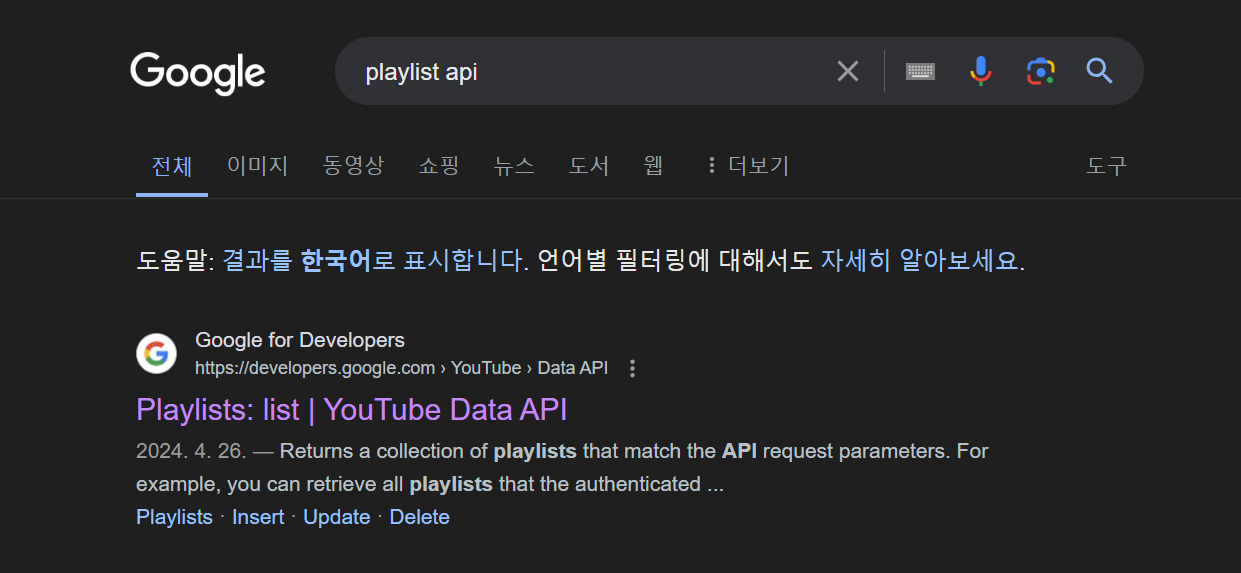 Google
playlist api
전체 이미지 동영상 쇼핑 뉴스 도서 웹 더보기 도구
도움말: 결과를 한국어로 표시합니다. 언어별 필터링에 대해서도 자세히 알아보세요.
Google for Developers
https://developers.google.com › YouTube › Data API
Playlists: list | YouTube Data API
2024. 4. 26. — Returns a collection of playlists that match the API request parameters. For
example, you can retrieve all playlists that the authenticated ...
Playlists · Insert · Update · Delete